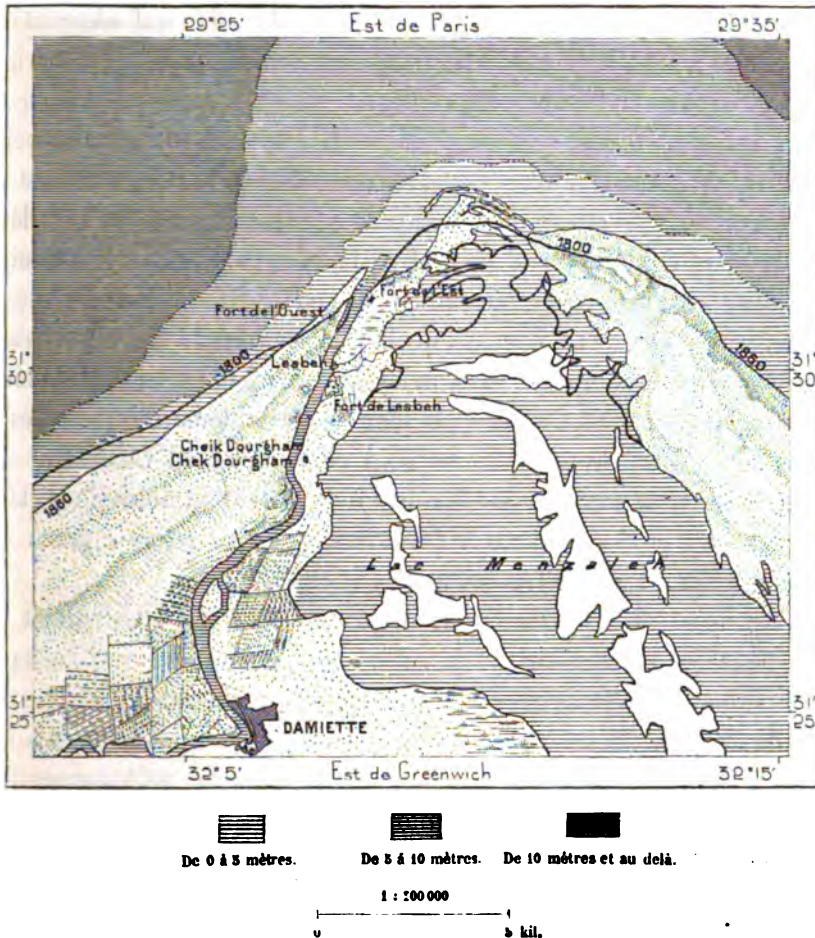 29°25' Est de Paris 29°35'
1800
Fort de l'Est
Fort de l'Ouest
1800
31° 30' 31° 30'
Lesbeh
1860
Fort de Lesbeh
Cheik Dourgham
Chek Dourgham
1860
Lac Menzaleh
31° 25' 31° 25'
DAMIETTE
32°5' Est de Greenwich 32°15'
De 0 à 5 mètres. De 5 à 10 mètres. De 10 mètres et au delà.
1 : 200 000
0 5 kil.